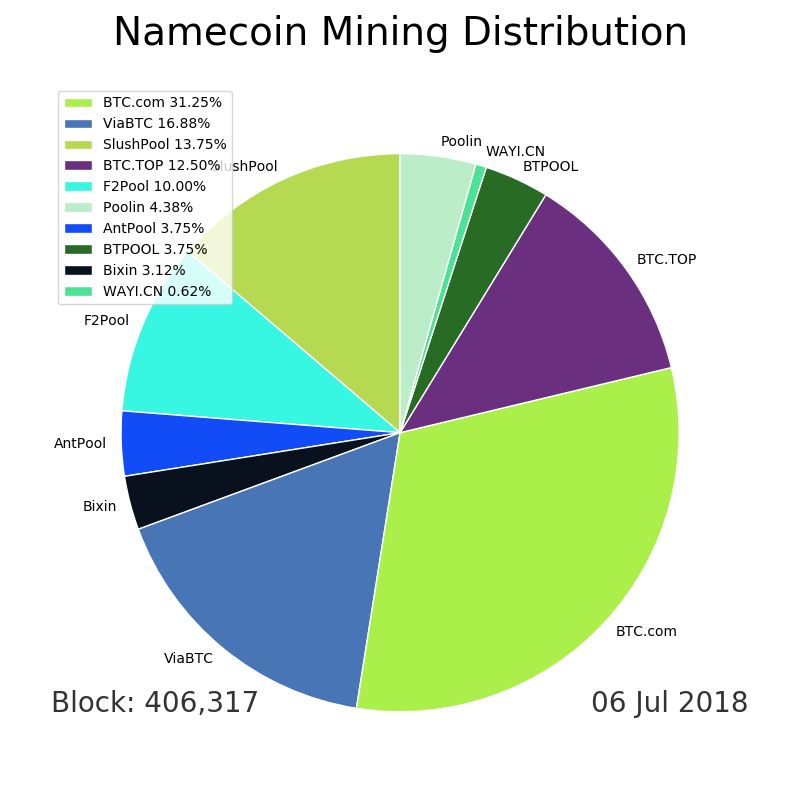 Namecoin Mining Distribution
BTC.com 31.25%
ViaBTC 16.88%
SlushPool 13.75%
BTC.TOP 12.50%
F2Pool 10.00%
Poolin 4.38%
AntPool 3.75%
BTPOOL 3.75%
Bixin 3.12%
WAYI.CN 0.62%
Poolin
WAYI.CN
BTPOOL
SlushPool
BTC.TOP
F2Pool
AntPool
Bixin
BTC.com
ViaBTC
Block: 406,317
06 Jul 2018